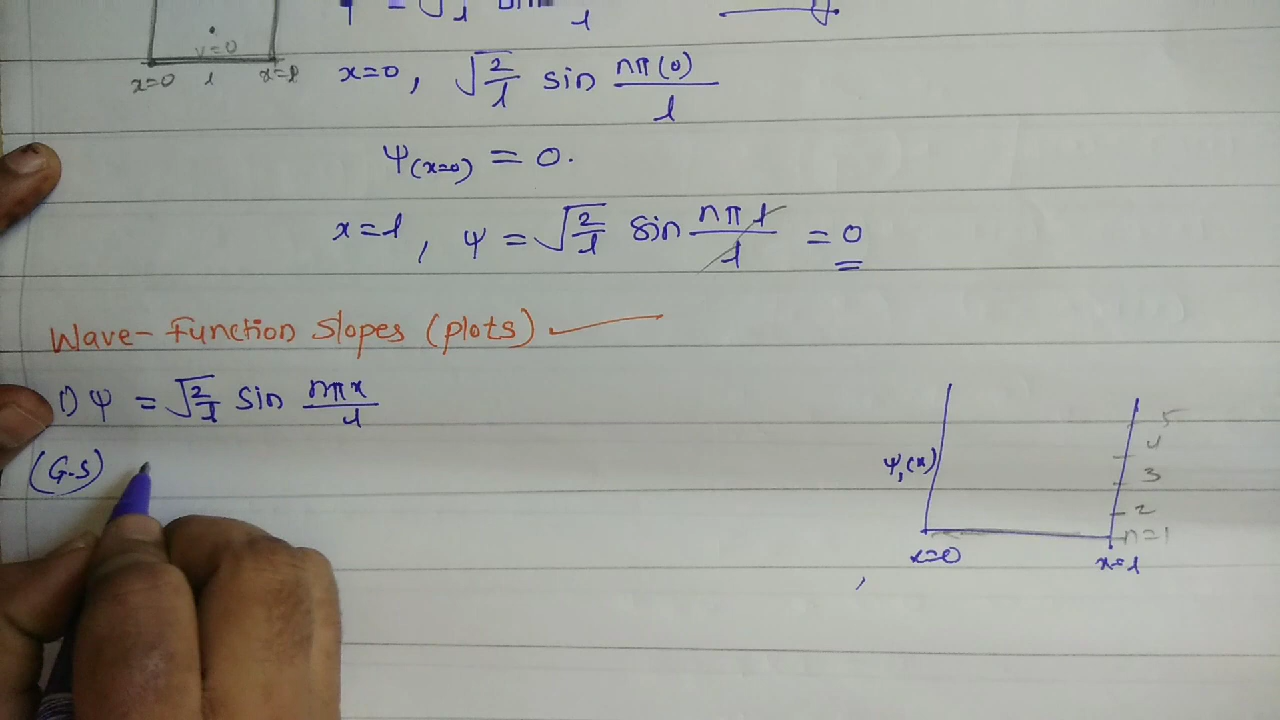 v=0
x=0 l x=l
x=0, √2/l sin nπ(0)/l
Ψ(x=0) = 0.
x=l, Ψ = √2/l sin nπl/l = 0
Wave-Function Slopes (plots)
1) Ψ = √2/l sin nπx/l
(G.S)
Ψ₁(x)
5
4
3
2
n=1
x=0 x=l